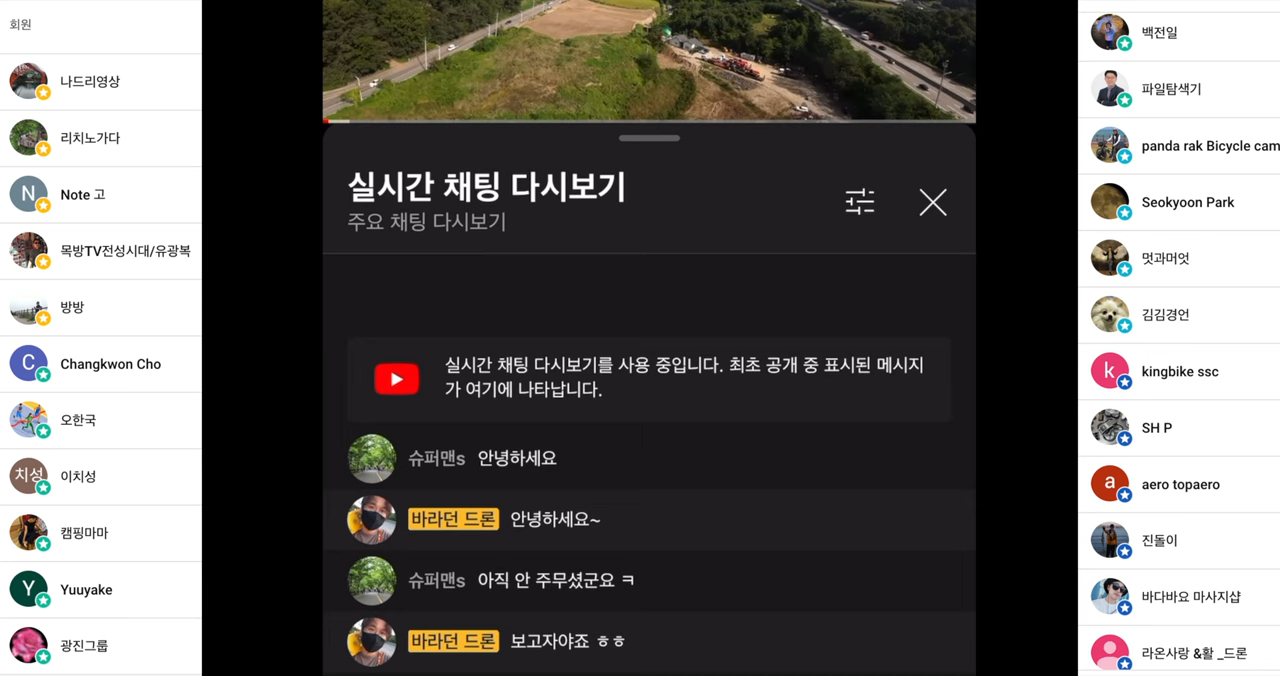 회원
나드리영상
리치노가다
N
Note 고
목방TV전성시대/유광복
방방
C
Changkwon Cho
오한국
치성
이치성
캠핑마마
Y
Yuuyake
광진그룹
실시간 채팅 다시보기
주요 채팅 다시보기
실시간 채팅 다시보기를 사용 중입니다. 최초 공개 중 표시된 메시지
가 여기에 나타납니다.
슈퍼맨s 안녕하세요
바라던 드론 안녕하세요~
슈퍼맨s 아직 안 주무셨군요 ㅋ
바라던 드론 보고자야죠 ㅎㅎ
백전일
파일탐색기
panda rak Bicycle cam
Seokyoon Park
멋과머엇
김김경언
k
kingbike ssc
SH P
a
aero topaero
진돌이
바다바요 마사지샵
라온사랑 &활 _드론